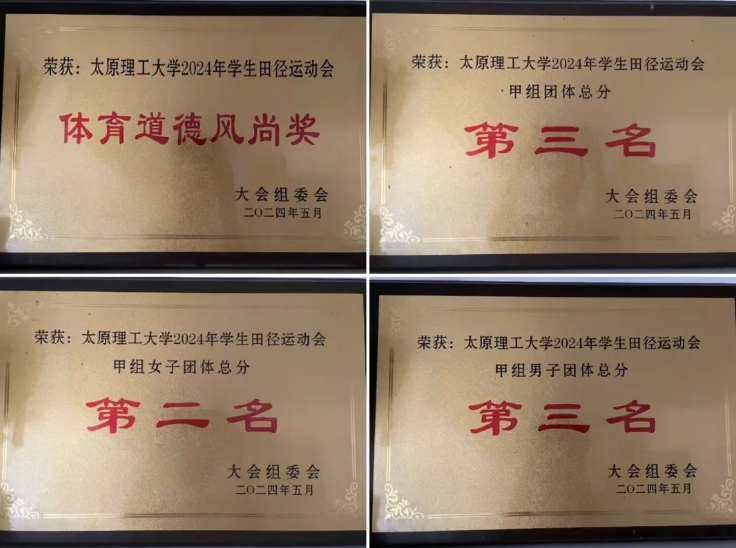 荣获：太原理工大学2024年学生田径运动会
体育道德风尚奖
大会组委会
二〇二四年五月
荣获：太原理工大学2024年学生田径运动会
甲组团体总分
第三名
大会组委会
二〇二四年五月
荣获：太原理工大学2024年学生田径运动会
甲组女子团体总分
第二名
大会组委会
二〇二四年五月
荣获：太原理工大学2024年学生田径运动会
甲组男子团体总分
第三名
大会组委会
二〇二四年五月